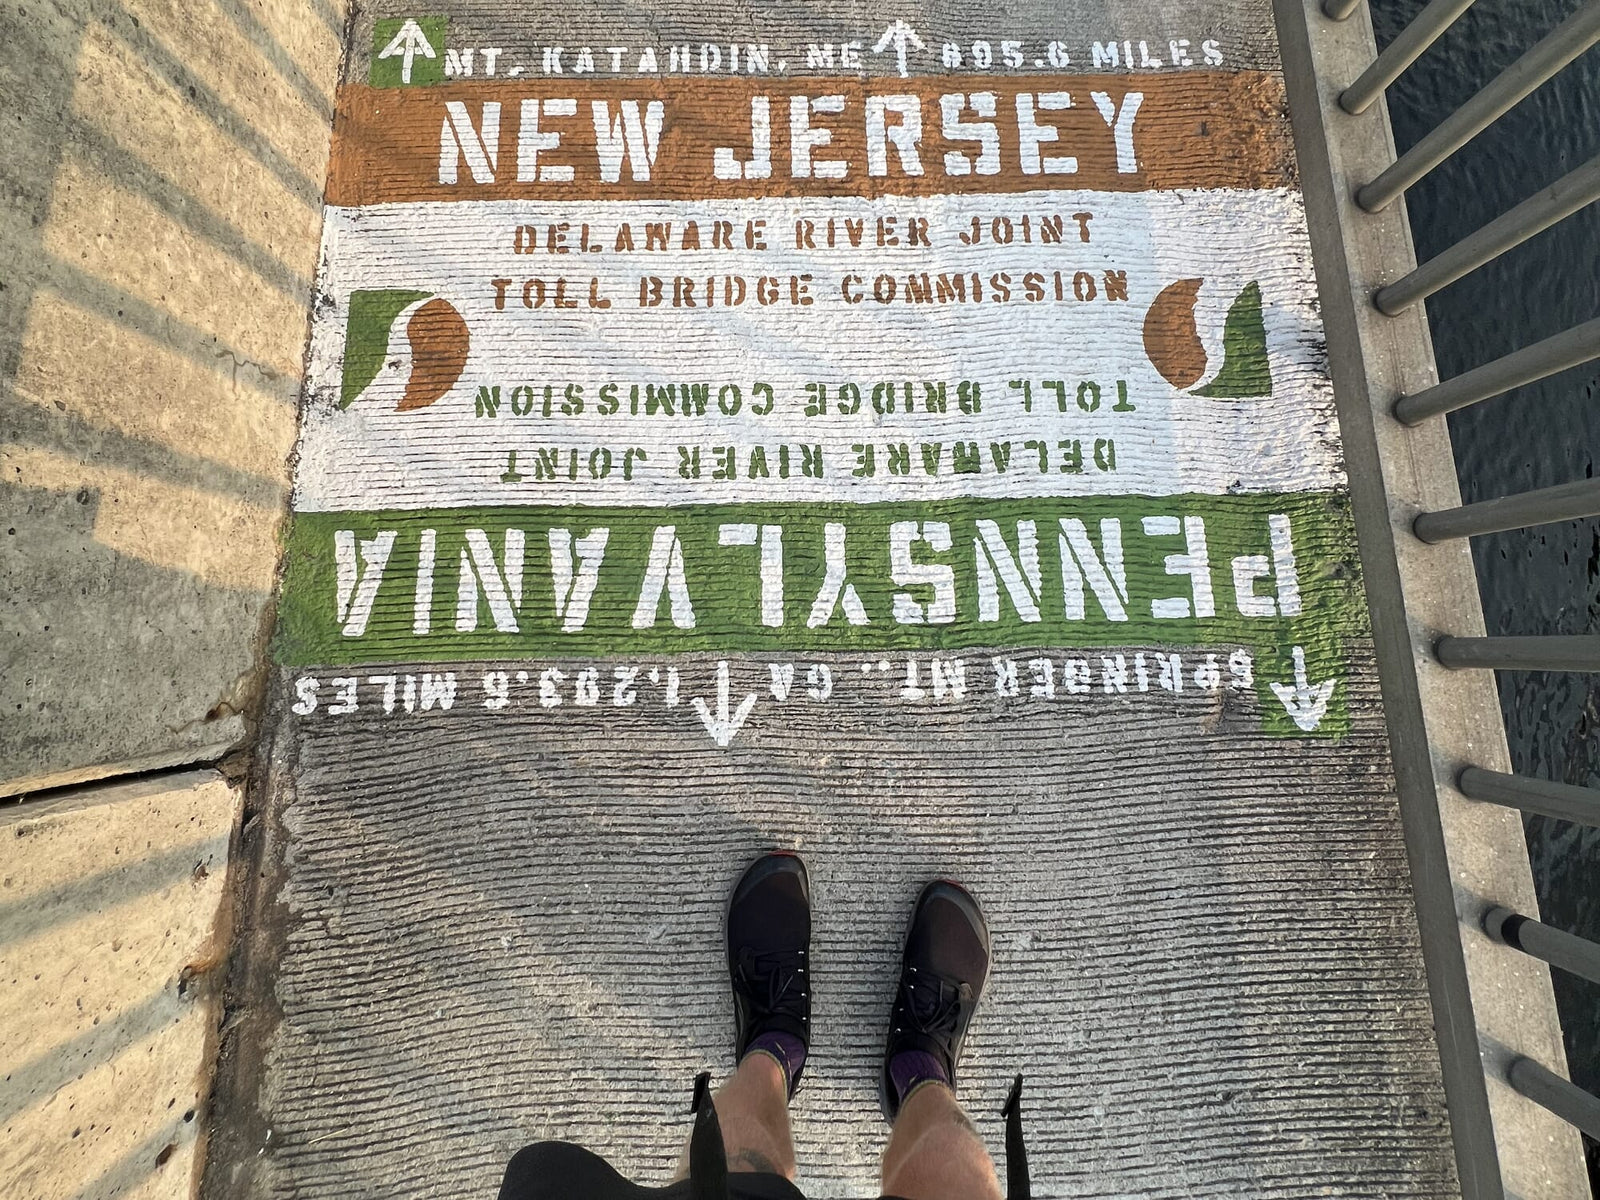 MT. KATAHDIN, ME ↑ 895.6 MILES
NEW JERSEY
DELAWARE RIVER JOINT
TOLL BRIDGE COMMISSION
SPRINGER MT., GA ↑ 1,293.6 MILES
PENNSYLVANIA
DELAWARE RIVER JOINT
TOLL BRIDGE COMMISSION